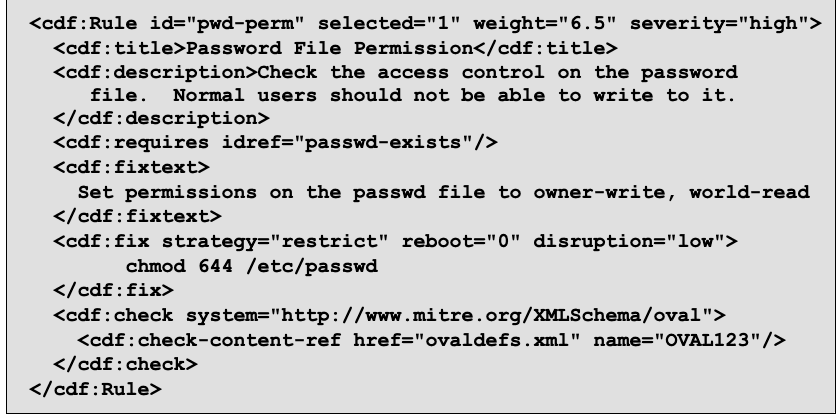 <cdf:Rule id="pwd-perm" selected="1" weight="6.5" severity="high">
<cdf:title>Password File Permission</cdf:title>
<cdf:description>Check the access control on the password
file.  Normal users should not be able to write to it.
</cdf:description>
<cdf:requires idref="passwd-exists"/>
<cdf:fixtext>
Set permissions on the passwd file to owner-write, world-read
</cdf:fixtext>
<cdf:fix strategy="restrict" reboot="0" disruption="low">
chmod 644 /etc/passwd
</cdf:fix>
<cdf:check system="http://www.mitre.org/XMLSchema/oval">
<cdf:check-content-ref href="ovaldefs.xml" name="OVAL123"/>
</cdf:check>
</cdf:Rule>